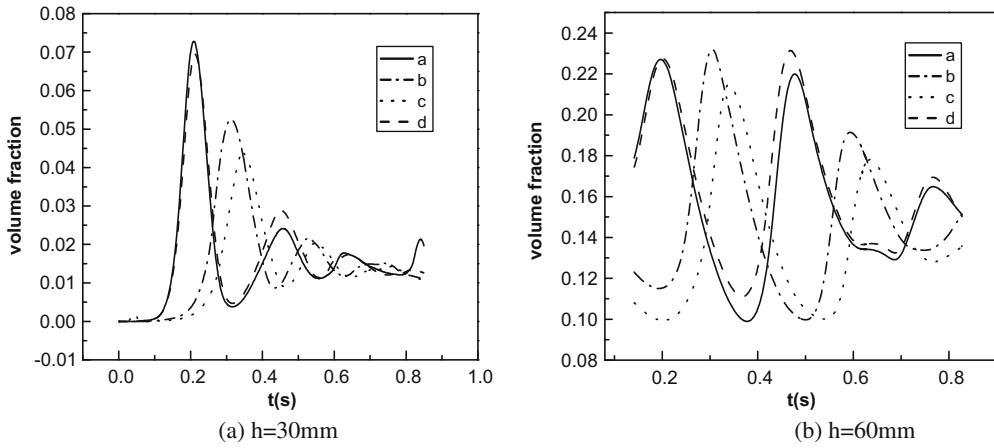 0.08
0.07
0.06
0.05
0.04
0.03
0.02
0.01
0.00
-0.01
volume fraction
0.0 0.2 0.4 0.6 0.8 1.0
t(s)
a
b
c
d
(a) h=30mm
0.24
0.22
0.20
0.18
0.16
0.14
0.12
0.10
0.08
volume fraction
0.2 0.4 0.6 0.8
t(s)
a
b
c
d
(b) h=60mm